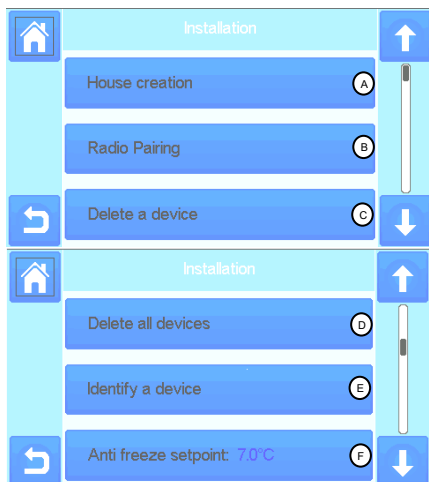 Installation
House creation A
Radio Pairing B
Delete a device C
Installation
Delete all devices D
Identify a device E
Anti freeze setpoint: 7.0°C F